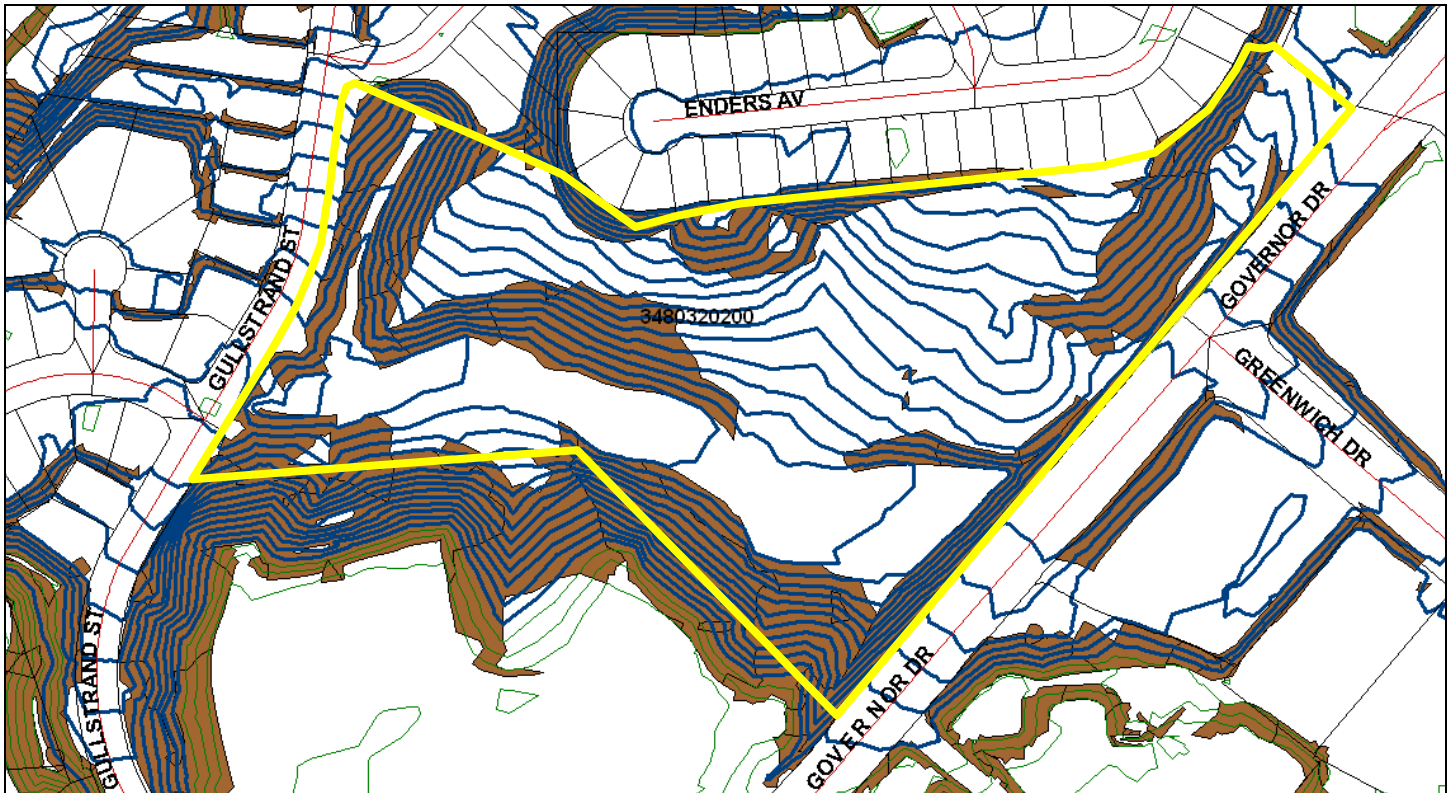 ENDERS AV
GULLSTRAND ST
GOVERNOR DR
3480320200
GREENWICH DR
GULLSTRAND ST
GOVERNOR DR